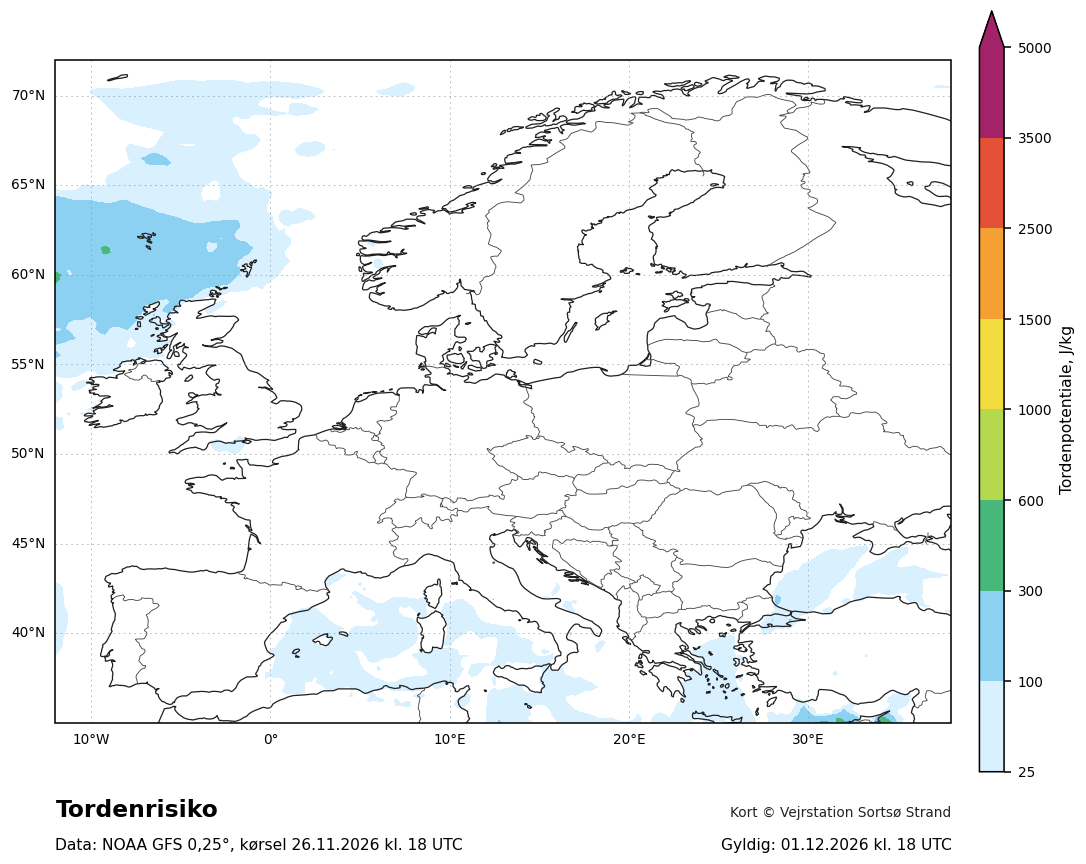 5000
3500
2500
1500
1000
600
300
100
25
Tordenpotentiale, J/kg
70°N
65°N
60°N
55°N
50°N
45°N
40°N
10°W
0°
10°E
20°E
30°E
Tordenrisiko
Kort © Vejrstation Sortsø Strand
Data: NOAA GFS 0,25°, kørsel 26.11.2026 kl. 18 UTC
Gyldig: 01.12.2026 kl. 18 UTC